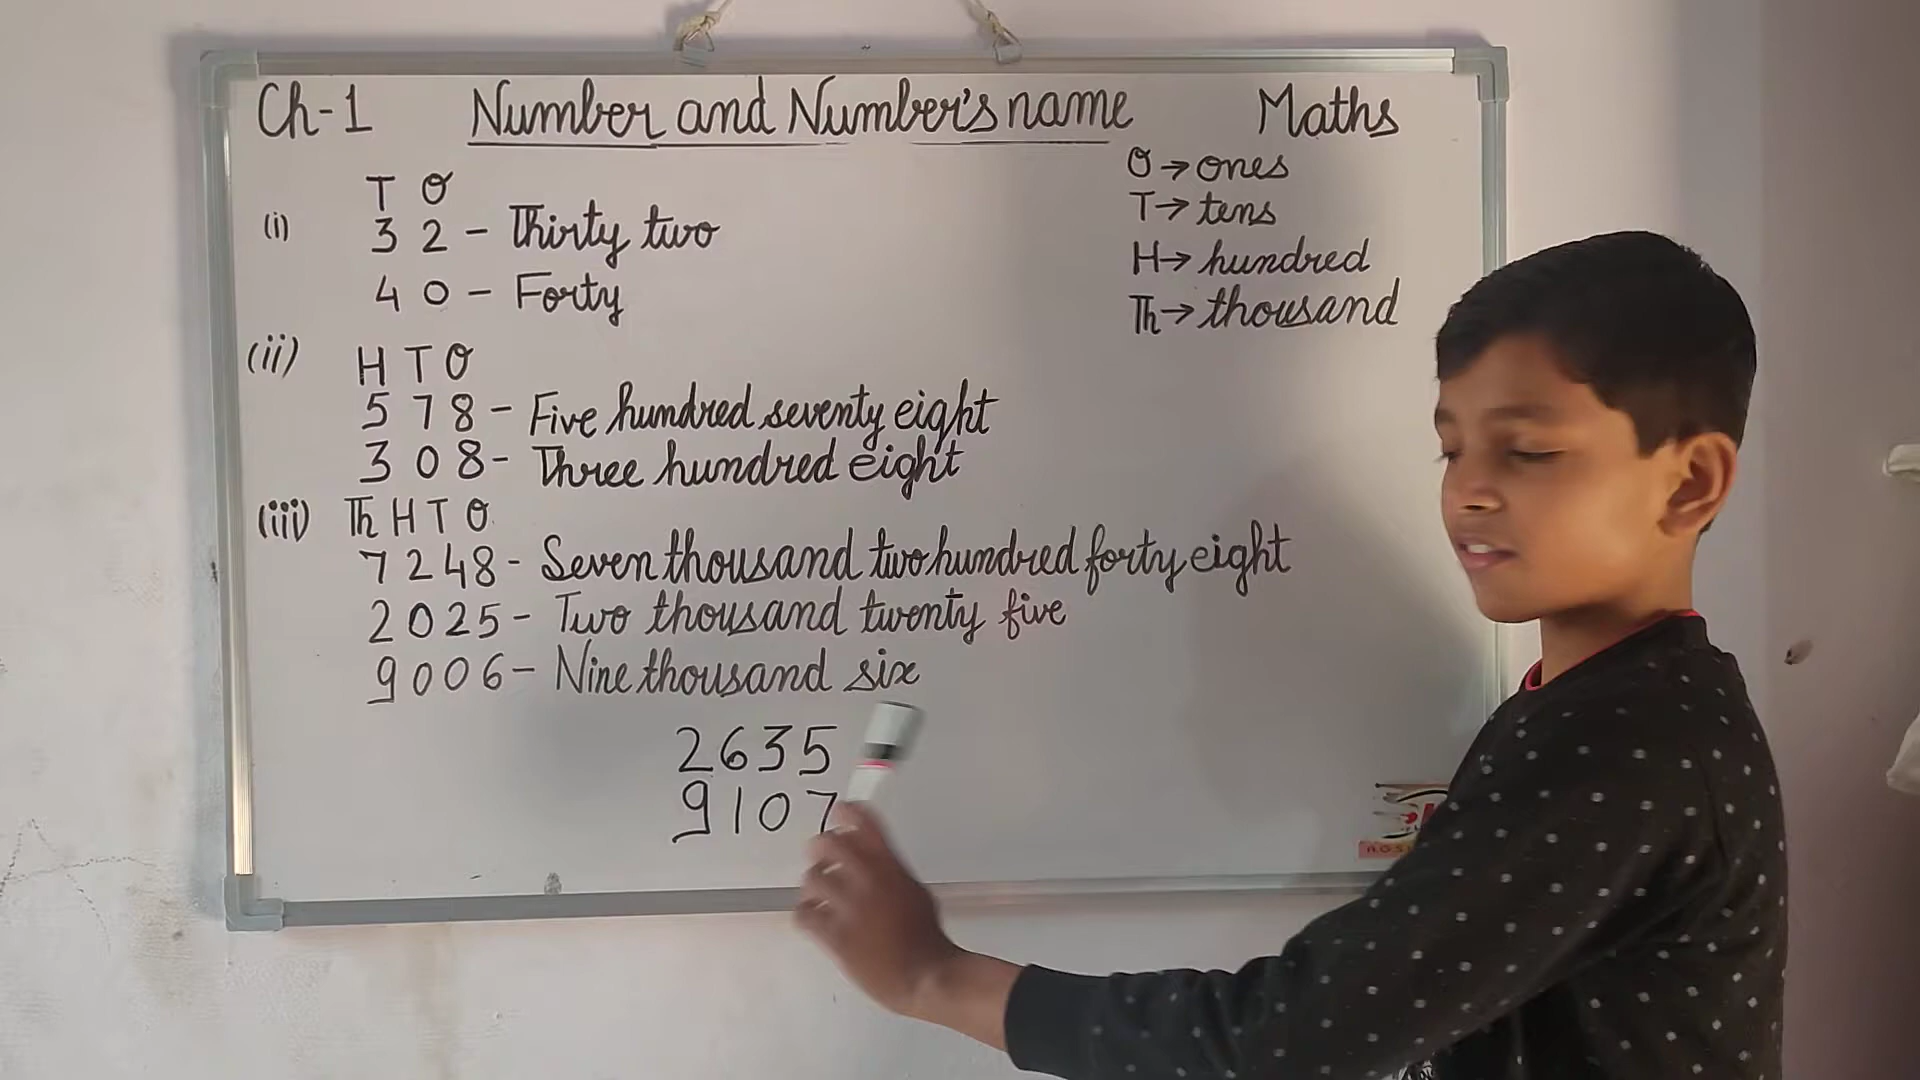 Ch-1 Number and Number's name Maths
O → ones
T → tens
H → hundred
Th → thousand
T O
(i) 3 2 - Thirty two
4 0 - Forty
(ii) H T O
5 7 8 - Five hundred seventy eight
3 0 8 - Three hundred eight
(iii) Th H T O
7 2 4 8 - Seven thousand two hundred forty eight
2 0 2 5 - Two thousand twenty five
9 0 0 6 - Nine thousand six
2635
9107